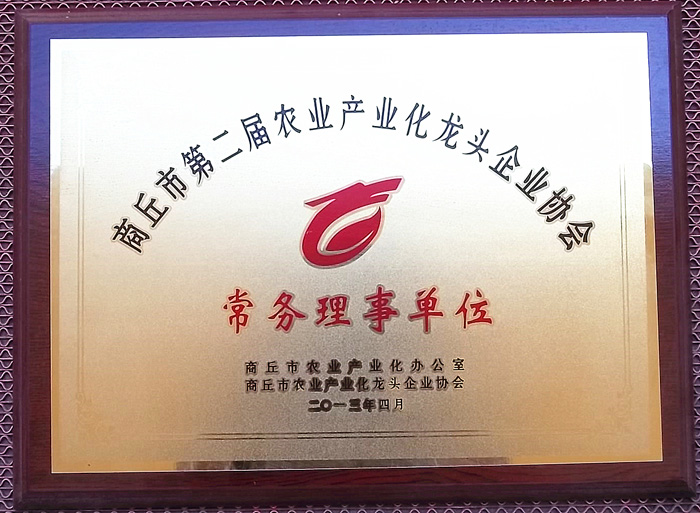 商丘市第二届农业产业化龙头企业协会
常务理事单位
商丘市农业产业化办公室
商丘市农业产业化龙头企业协会
二〇一三年四月